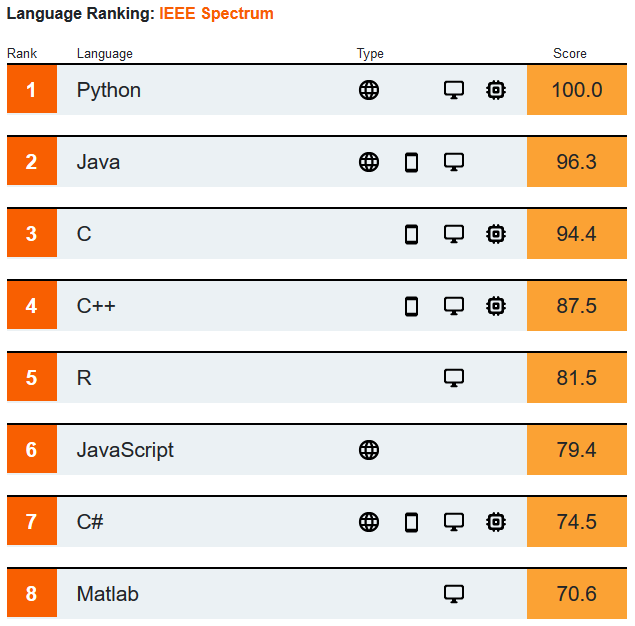 Language Ranking: IEEE Spectrum
Rank Language Type Score
1 Python 100.0
2 Java 96.3
3 C 94.4
4 C++ 87.5
5 R 81.5
6 JavaScript 79.4
7 C# 74.5
8 Matlab 70.6